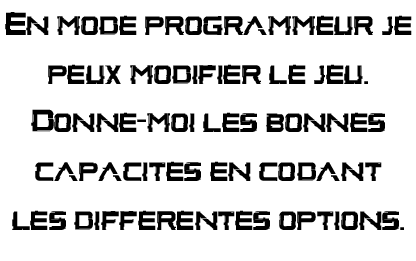 En mode programmeur je
peux modifier le jeu.
Donne-moi les bonnes
capacites en codant
les differentes options.